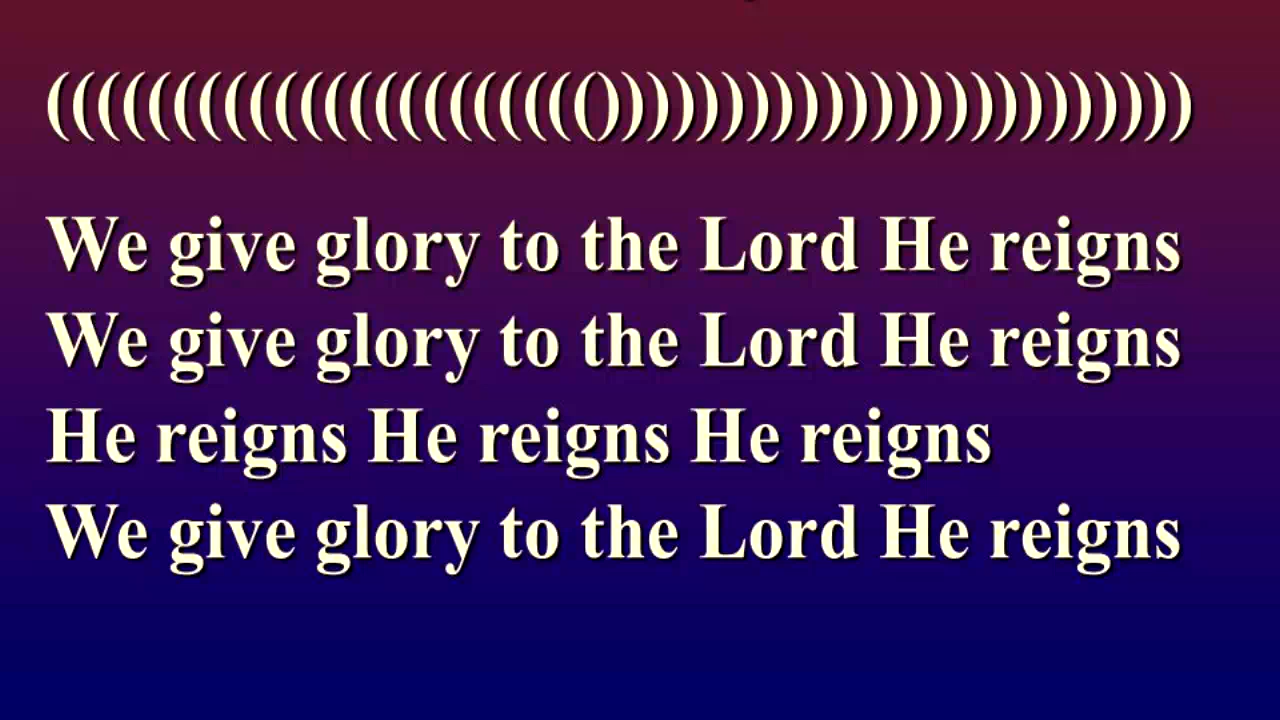 (((((((((((((((((((((()))))))))))))))))))))))
We give glory to the Lord He reigns
We give glory to the Lord He reigns
He reigns He reigns He reigns
We give glory to the Lord He reigns